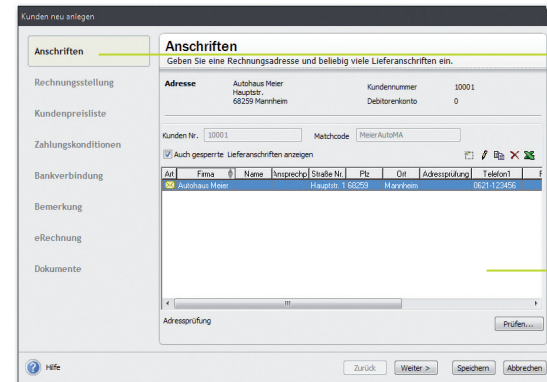 Kunden neu anlegen
Anschriften
Rechnungsstellung
Kundenpreisliste
Zahlungskonditionen
Bankverbindung
Bemerkung
eRechnung
Dokumente
Anschriften
Geben Sie eine Rechnungsadresse und beliebig viele Lieferanschriften ein.
Adresse Autohaus Meier Kundennummer 10001
Hauptstr. Debitorenkonto 0
68259 Mannheim
Kunden Nr. 10001 Matchcode MeierAutoMA
Auch gesperrte Lieferanschriften anzeigen
Art Firma Name Ansprechp Straße Nr. Plz Ort Adressprüfung Telefon1 F
Autohaus Meier Hauptstr. 1 68259 Mannheim 0621-123456
Adressprüfung Prüfen...
Hilfe Zurück Weiter > Speichern Abbrechen